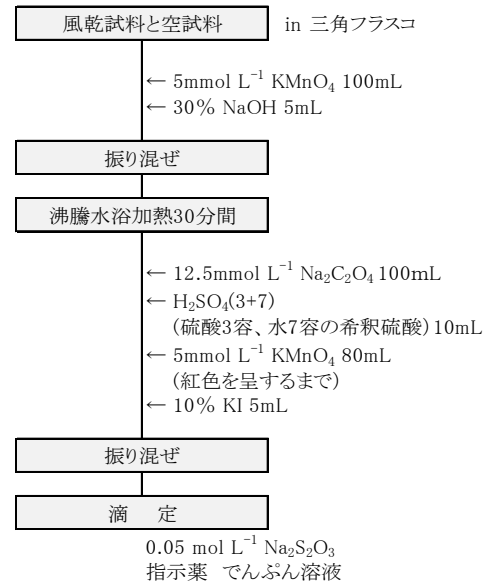 風乾試料と空試料 in 三角フラスコ
← 5mmol L⁻¹ KMnO₄ 100mL
← 30% NaOH 5mL
振り混ぜ
沸騰水浴加熱30分間
← 12.5mmol L⁻¹ Na₂C₂O₄ 100mL
← H₂SO₄(3+7)
(硫酸3容、水7容の希釈硫酸)10mL
← 5mmol L⁻¹ KMnO₄ 80mL
(紅色を呈するまで)
← 10% KI 5mL
振り混ぜ
滴 定
0.05 mol L⁻¹ Na₂S₂O₃
指示薬 でんぷん溶液